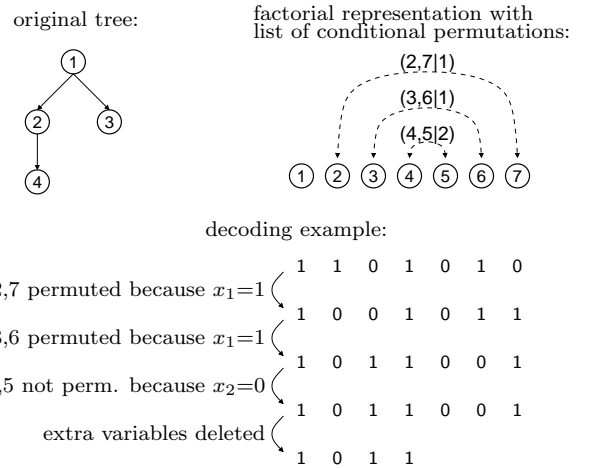 original tree:
factorial representation with
list of conditional permutations:
1
2
3
4
(2,7|1)
(3,6|1)
(4,5|2)
1 2 3 4 5 6 7
decoding example:
1 1 0 1 0 1 0
,7 permuted because x₁=1
1 0 0 1 0 1 1
,6 permuted because x₁=1
1 0 1 1 0 0 1
,5 not perm. because x₂=0
1 0 1 1 0 0 1
extra variables deleted
1 0 1 1